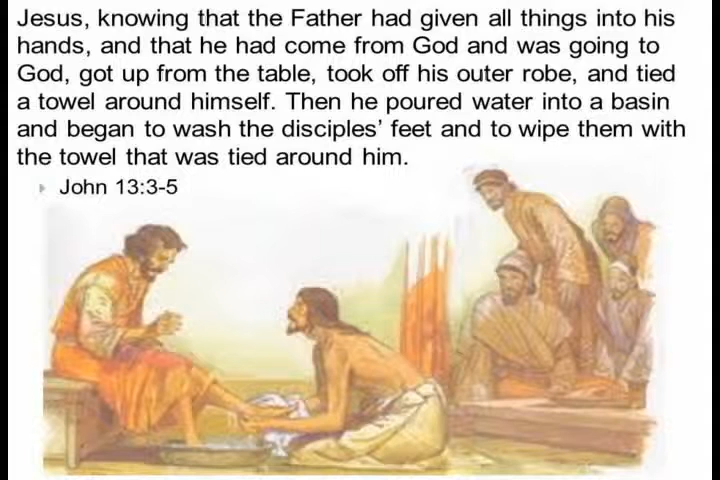 Jesus, knowing that the Father had given all things into his
hands, and that he had come from God and was going to
God, got up from the table, took off his outer robe, and tied
a towel around himself. Then he poured water into a basin
and began to wash the disciples’ feet and to wipe them with
the towel that was tied around him.
John 13:3-5